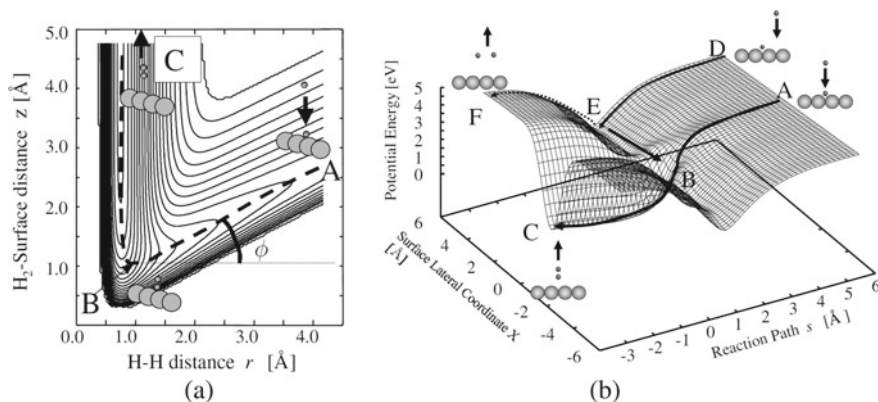 (a)
5.0
4.0
3.0
2.0
1.0
H₂-Surface distance z [Å]
C
A
B
ϕ
0.0 1.0 2.0 3.0 4.0
H-H distance r [Å]
(a)
(b)
Potential Energy [eV]
5
4
3
2
1
0
F
E
D
A
B
C
6
4
2
0
-2
-4
-6
Surface Lateral Coordinate X
[Å]
-3 -2 -1 0 1 2 3 4 5 6
Reaction Path s [Å]
6
(b)